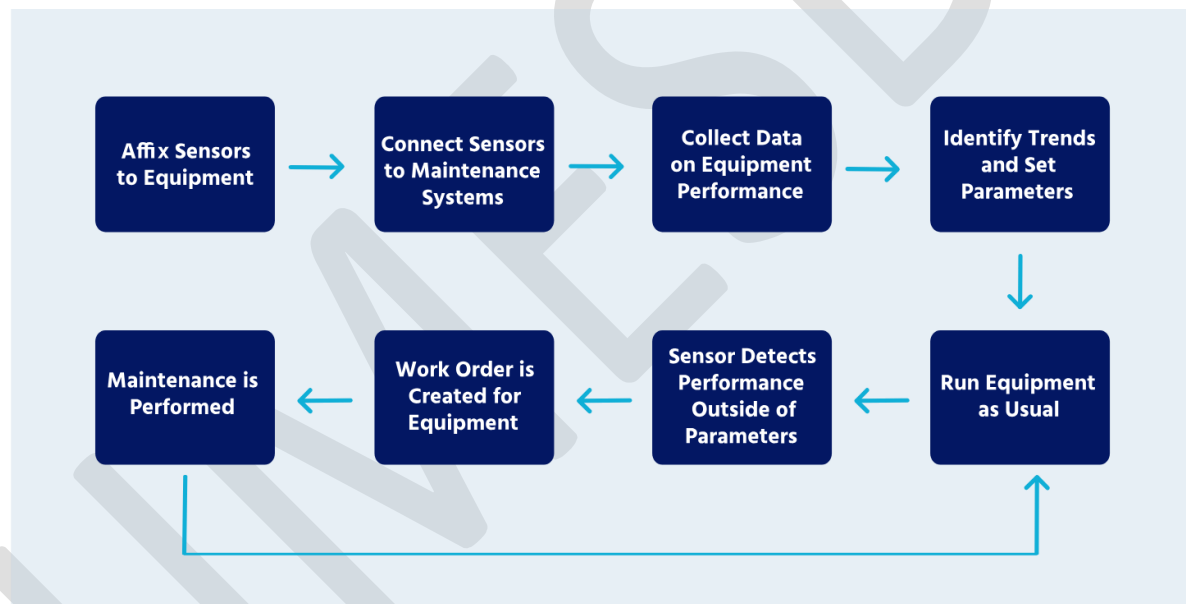 Affix Sensors
to Equipment
Connect Sensors
to Maintenance
Systems
Collect Data
on Equipment
Performance
Identify Trends
and Set
Parameters
Run Equipment
as Usual
Sensor Detects
Performance
Outside of
Parameters
Work Order is
Created for
Equipment
Maintenance is
Performed